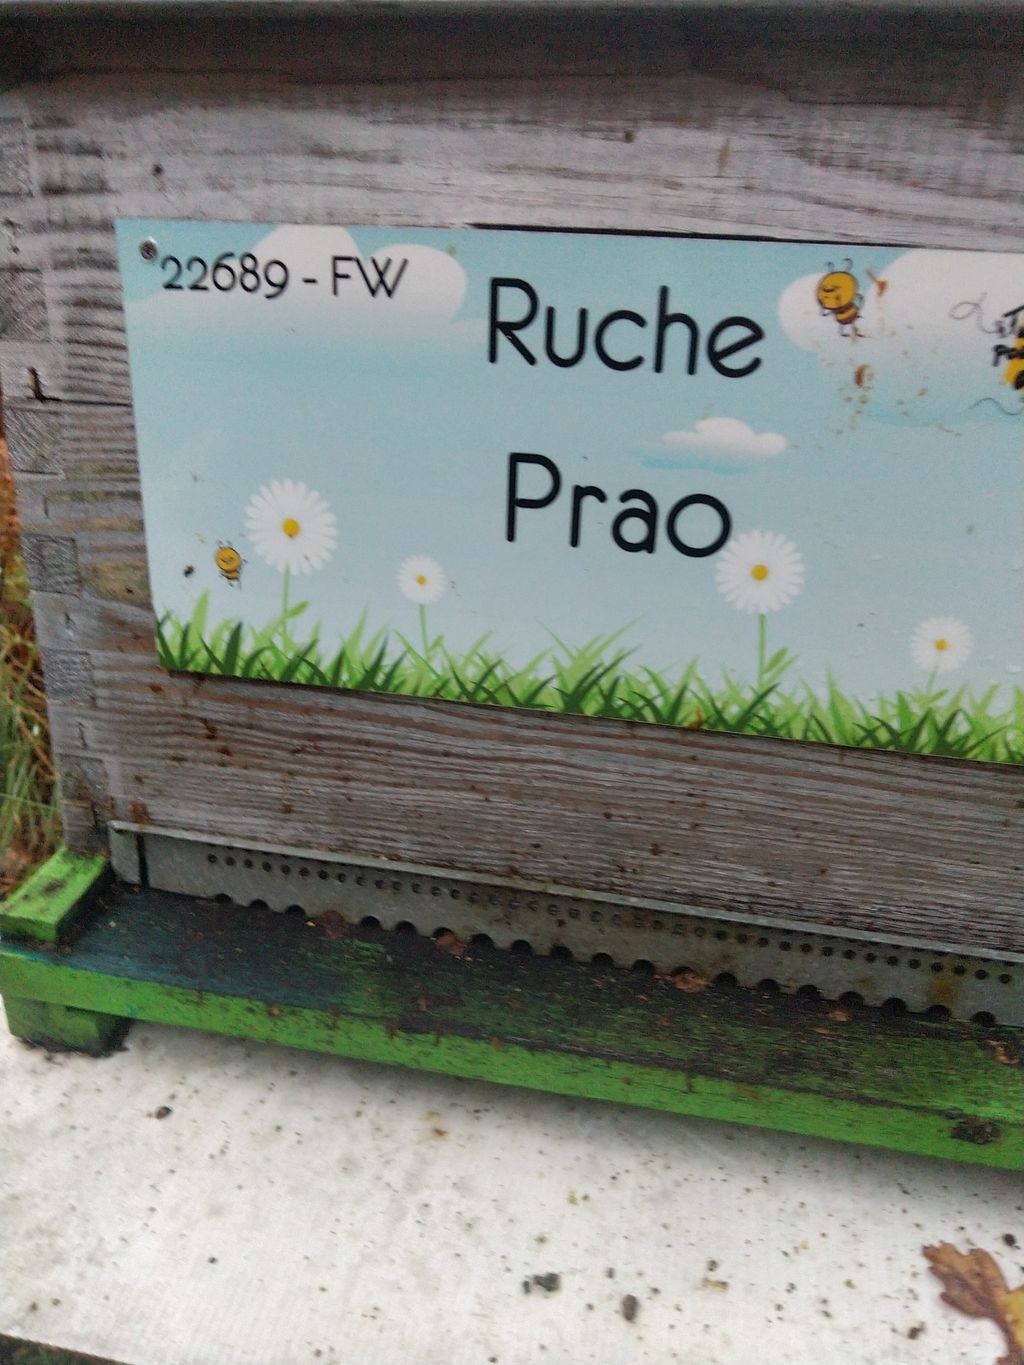 22689 - FW
Ruche
Prao